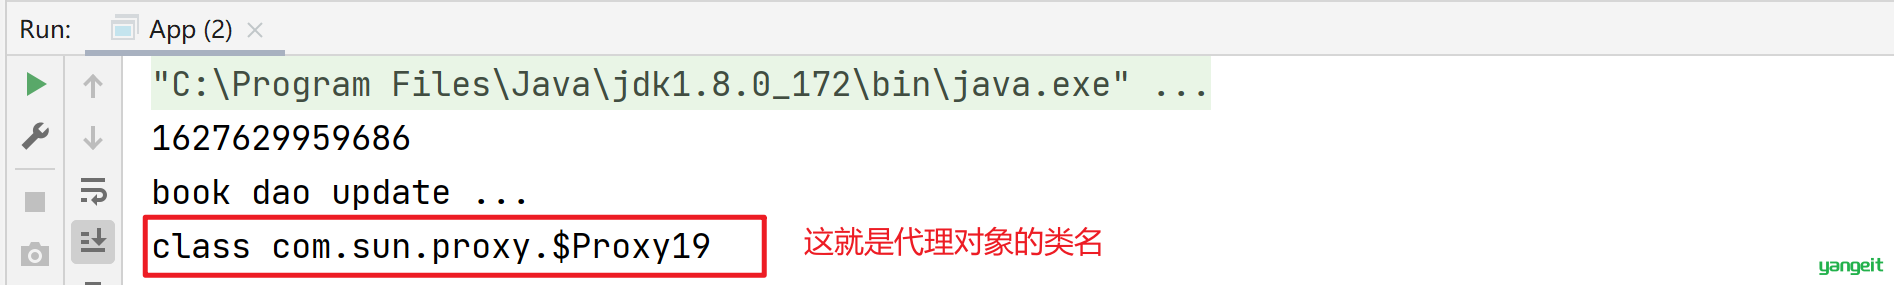 Run: App (2)
"C:\Program Files\Java\jdk1.8.0_172\bin\java.exe" ...
1627629959686
book dao update ...
class com.sun.proxy.$Proxy19 这就是代理对象的类名
yangeit